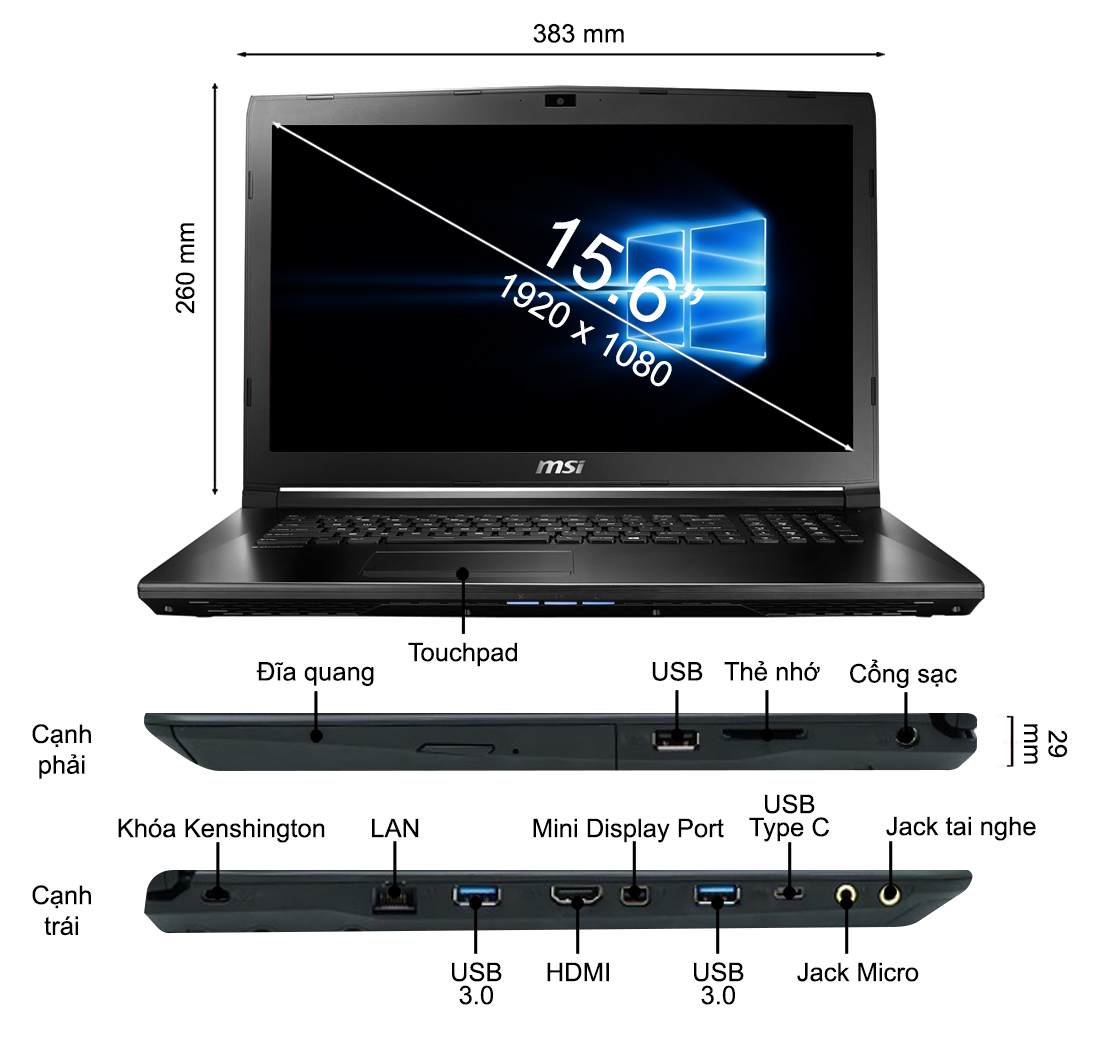 383 mm
260 mm
15.6”
1920 x 1080
msi
Touchpad
Đĩa quang
USB
Thẻ nhớ
Cổng sạc
Cạnh
phải
29
mm
Khóa Kenshington
LAN
Mini Display Port
USB
Type C
Jack tai nghe
Cạnh
trái
USB
3.0
HDMI
USB
3.0
Jack Micro